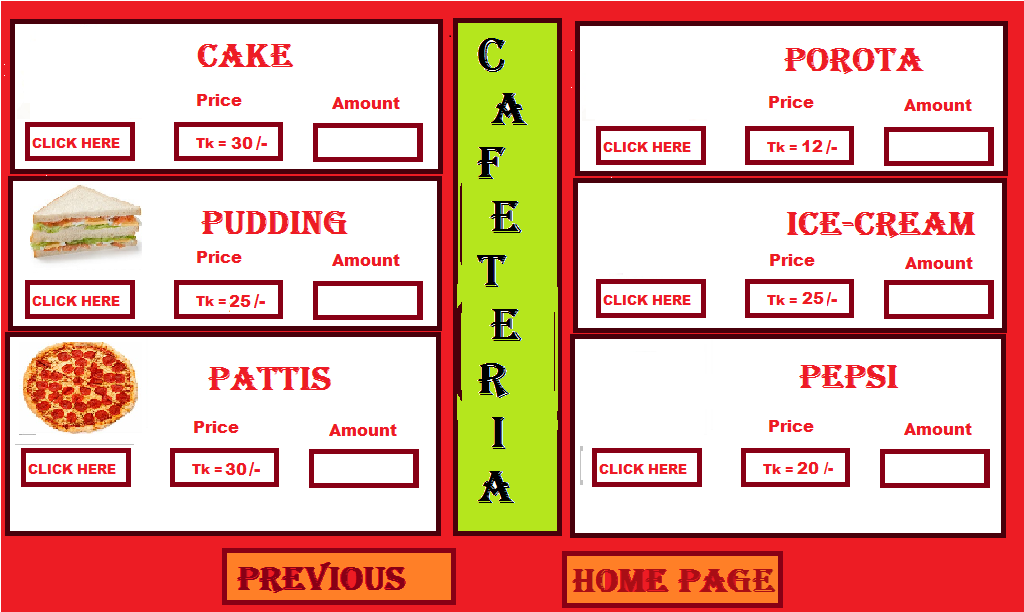 CAKE
Price Amount
CLICK HERE Tk = 30 /-
PUDDING
Price Amount
CLICK HERE Tk = 25 /-
PATTIS
Price Amount
CLICK HERE Tk = 30 /-
CAFETERIA
POROTA
Price Amount
CLICK HERE Tk = 12 /-
ICE-CREAM
Price Amount
CLICK HERE Tk = 25 /-
PEPSI
Price Amount
CLICK HERE Tk = 20 /-
PREVIOUS HOME PAGE